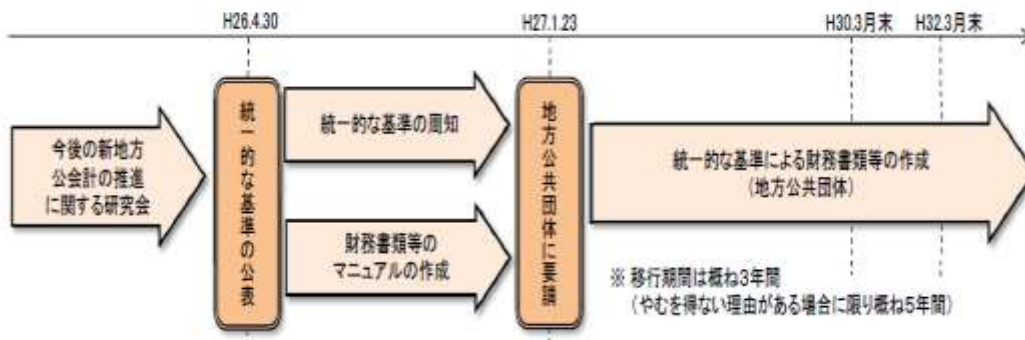 H26.4.30
H27.1.23
H30.3月末
H32.3月末
今後の新地方
公会計の推進
に関する研究会
統一的な基準の公表
統一的な基準の周知
財務書類等の
マニュアルの作成
地方公共団体に要請
統一的な基準による財務書類等の作成
(地方公共団体)
※ 移行期間は概ね3年間
(やむを得ない理由がある場合に限り概ね5年間)